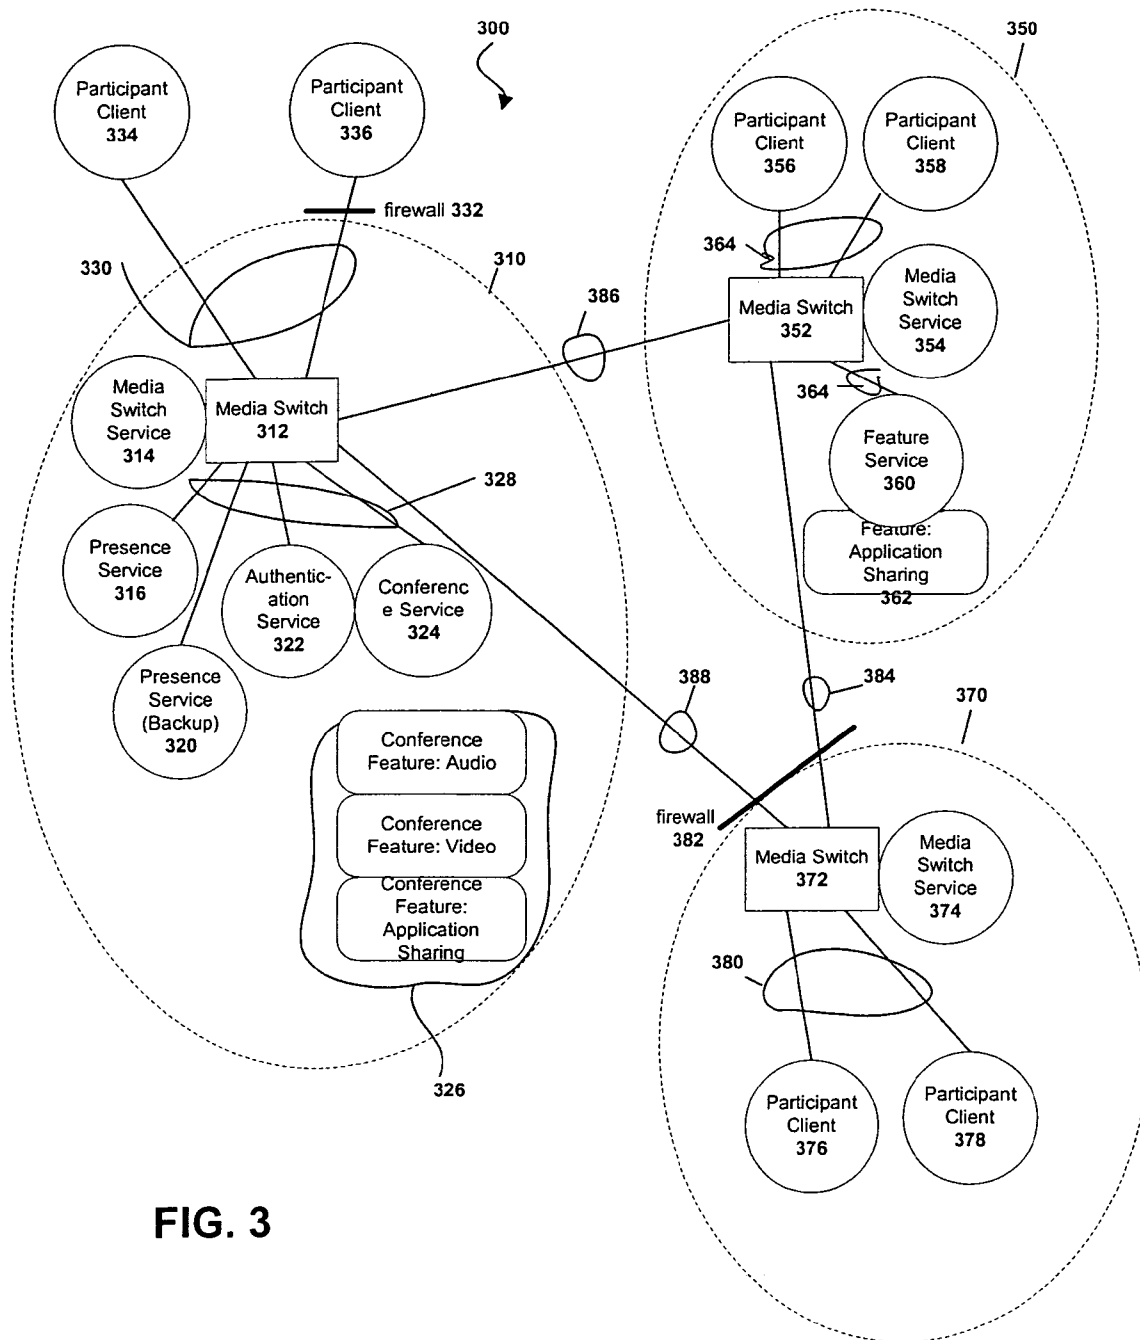 300
350
Participant
Client
334
Participant
Client
336
firewall 332
330
310
Participant
Client
356
Participant
Client
358
364
Media Switch
352
Media
Switch
Service
354
386
364
Feature
Service
360
Feature:
Application
Sharing
362
Media
Switch
Service
314
Media Switch
312
328
Presence
Service
316
Authentic-
ation
Service
322
Conferenc
e Service
324
Presence
Service
(Backup)
320
388
384
370
Conference
Feature: Audio
Conference
Feature: Video
Conference
Feature:
Application
Sharing
326
firewall
382
Media Switch
372
Media
Switch
Service
374
380
Participant
Client
376
Participant
Client
378
FIG. 3